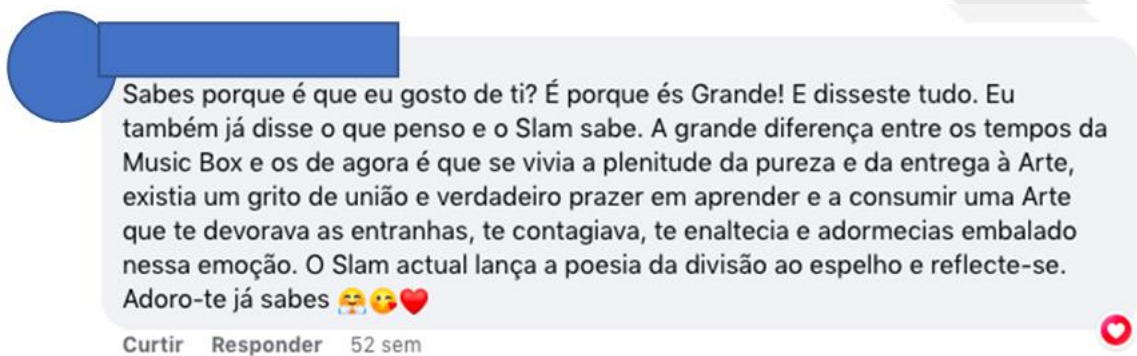 Sabes porque é que eu gosto de ti? É porque és Grande! E disseste tudo. Eu
também já disse o que penso e o Slam sabe. A grande diferença entre os tempos da
Music Box e os de agora é que se vivia a plenitude da pureza e da entrega à Arte,
existia um grito de união e verdadeiro prazer em aprender e a consumir uma Arte
que te devorava as entranhas, te contagiava, te enaltecia e adormecias embalado
nessa emoção. O Slam actual lança a poesia da divisão ao espelho e reflecte-se.
Adoro-te já sabes 🤗😘❤️
Curtir Responder 52 sem